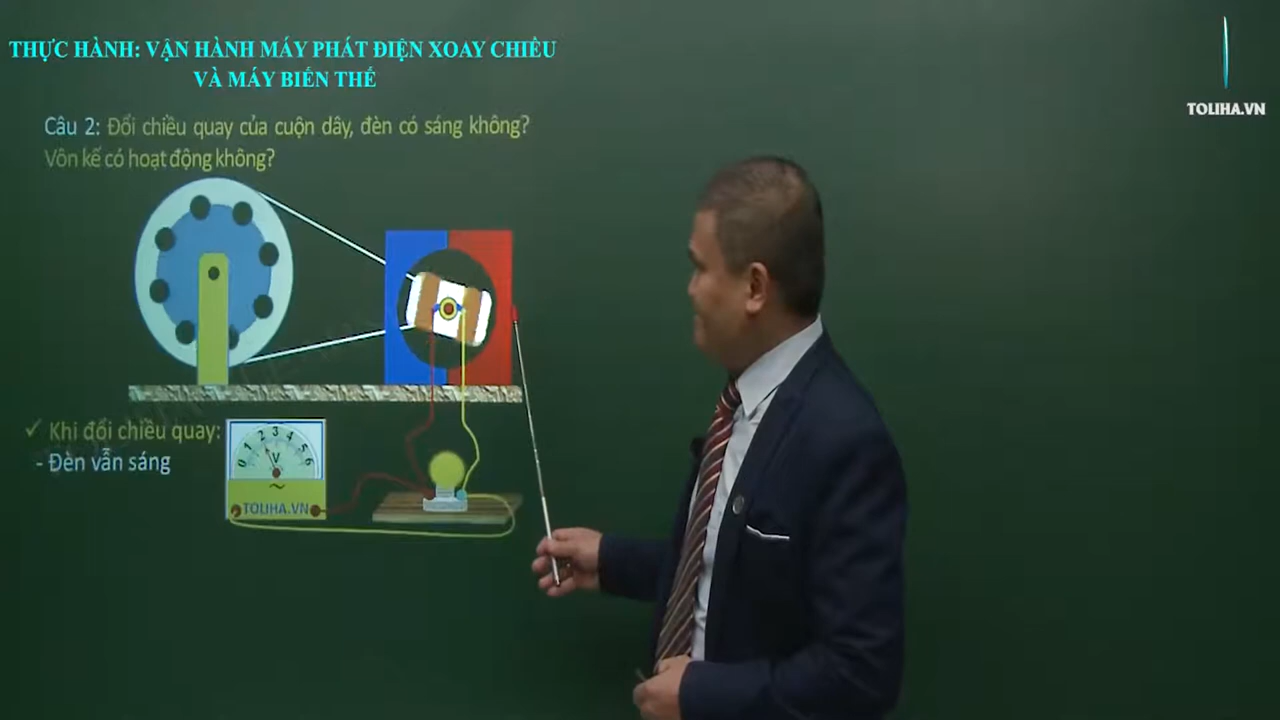 THỰC HÀNH: VẬN HÀNH MÁY PHÁT ĐIỆN XOAY CHIỀU
VÀ MÁY BIẾN THẾ
TOLIHA.VN
Câu 2: Đổi chiều quay của cuộn dây, đèn có sáng không?
Vôn kế có hoạt động không?
✓ Khi đổi chiều quay:
- Đèn vẫn sáng
0 1 2 3 4 5 6
V
~
TOLIHA.VN